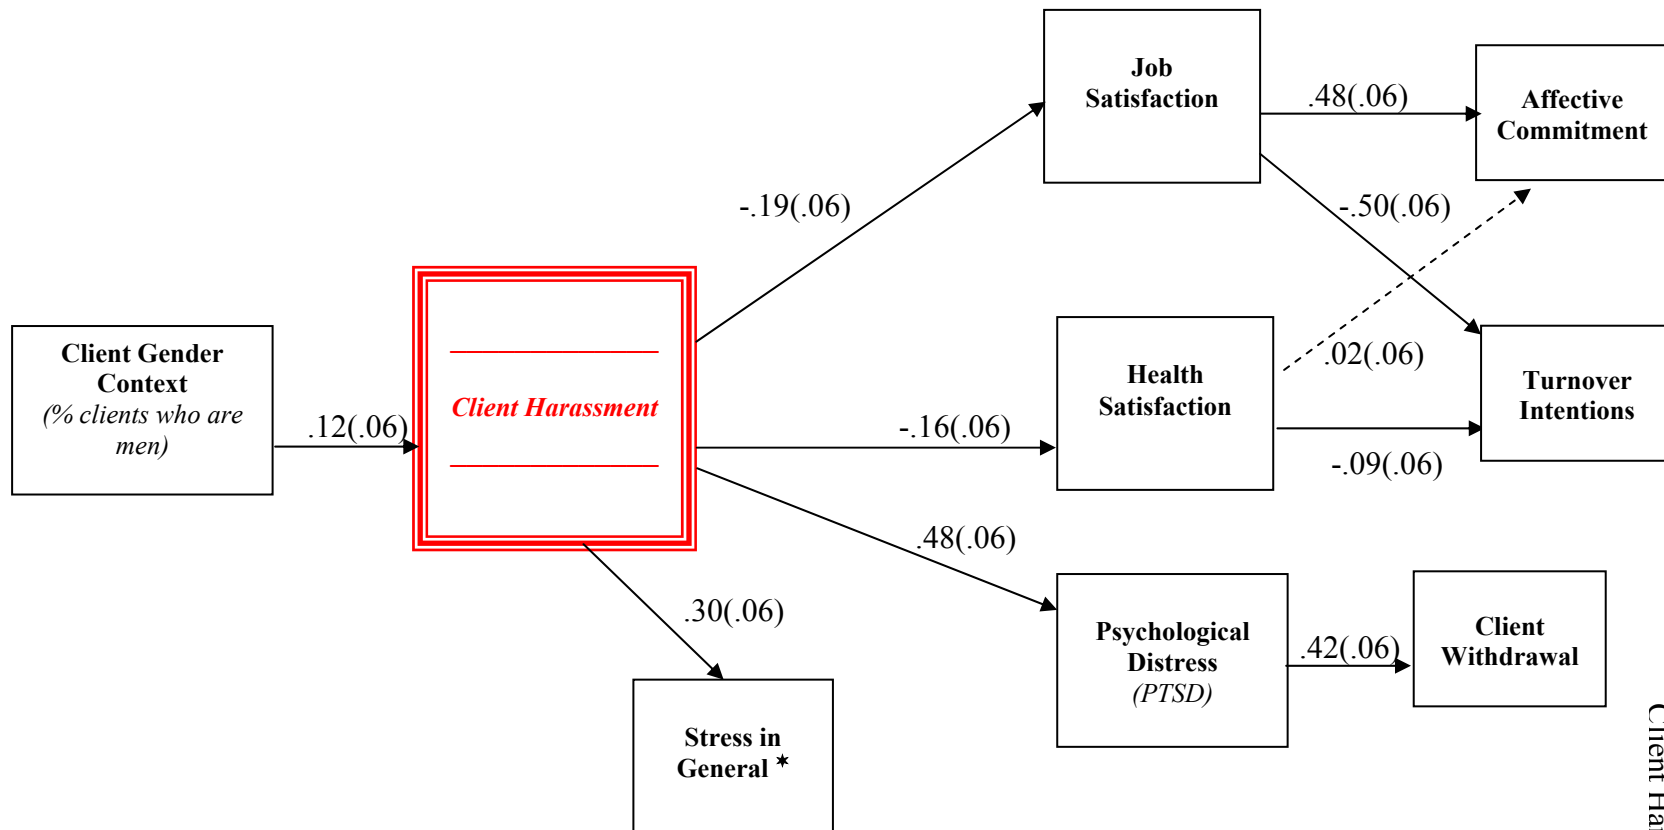 Job
Satisfaction
.48(.06)
Affective
Commitment
-.19(.06)
-.50(.06)
Client Gender
Context
(% clients who are
men)
.12(.06)
Client Harassment
-.16(.06)
Health
Satisfaction
.02(.06)
-.09(.06)
Turnover
Intentions
.48(.06)
.30(.06)
Psychological
Distress
(PTSD)
.42(.06)
Client
Withdrawal
Stress in
General *
Client